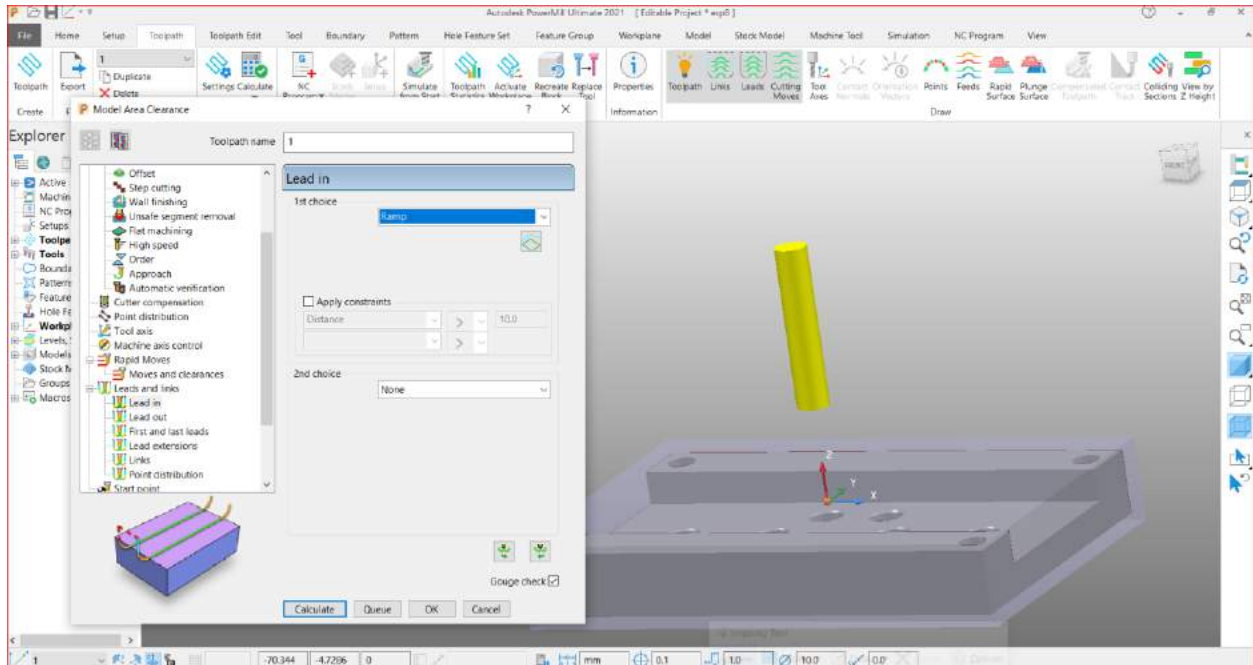 Autodesk PowerMill Ultimate 2021 [ Editable Project * esp8 ]
File Home Setup Toolpath Toolpath Edit Tool Boundary Pattern Hole Feature Set Feature Group Workplane Model Stock Model Machine Tool Simulation NC Program View
1
Duplicate
Delete
Toolpath Export Settings Calculate NC Simulate Toolpath Activate Recreate Replace Properties Toolpath Links Leads Cutting Moves Tool Axes Points Feeds Rapid Surface Plunge Surface Colliding Sections View by Z Height
Create Information Draw
Model Area Clearance ? X
Explorer
Toolpath name 1
Active
Machin
NC Pro
Setups
Toolpa
Tools
Bounda
Pattern
Feature
Hole Fe
Workpl
Levels,
Models
Stock M
Groups
Macros
Offset
Step cutting
Wall finishing
Unsafe segment removal
Flat machining
High speed
Order
Approach
Automatic verification
Cutter compensation
Point distribution
Tool axis
Machine axis control
Rapid Moves
Moves and clearances
Leads and links
Lead in
Lead out
First and last leads
Lead extensions
Links
Point distribution
Start point
Lead in
1st choice
Ramp
Apply constraints
Distance > 10.0
>
2nd choice
None
Gouge check
Calculate Queue OK Cancel
Z
Y
X
1 -70.344 -4.7286 0 mm 0.1 1.0 10.0 0.0